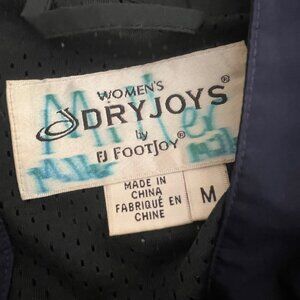 WOMEN'S
DRYJOYS®
by
FJ FOOTJOY®
MADE IN
CHINA
FABRIQUÉ EN
CHINE
M